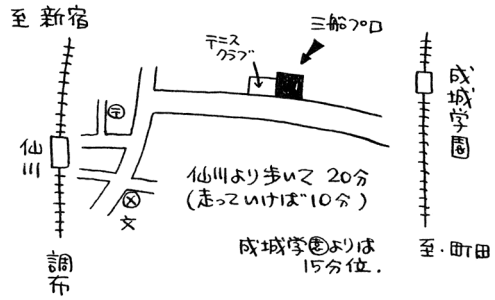 至 新宿
三船プロ
テニス
クラブ
成城学園
〒
仙川
仙川より歩いて 20分
(走っていけば10分)
文
文
成城学園よりは
15分位.
至.町田
調布